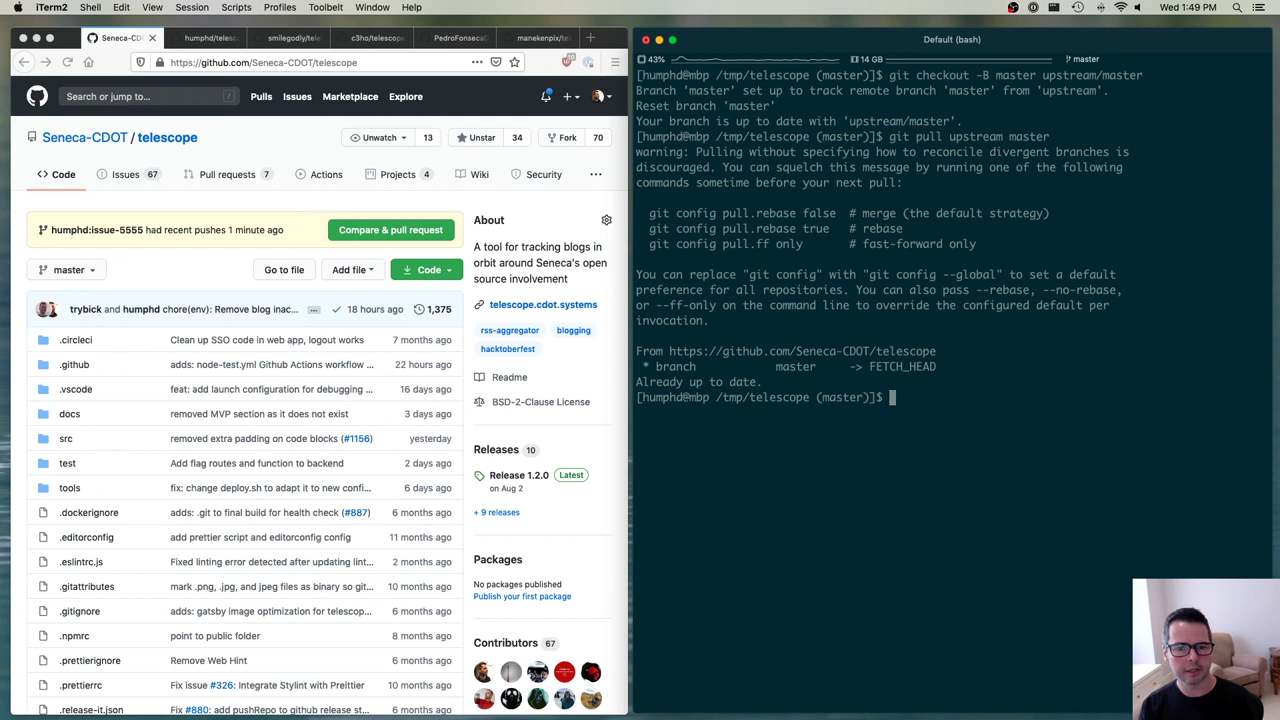 iTerm2 Shell Edit View Session Scripts Profiles Toolbelt Window Help
Wed 1:49 PM
Seneca-CD
humphd/telesc
smilegodly/tele
c3ho/telescope
PedroFonsecaD
manekenpix/tel
https://github.com/Seneca-CDOT/telescope
Search or jump to... /
Pulls Issues Marketplace Explore
Seneca-CDOT / telescope
Unwatch 13 Unstar 34 Fork 70
Code Issues 67 Pull requests 7 Actions Projects 4 Wiki Security
humphd:issue-5555 had recent pushes 1 minute ago
Compare & pull request
master
Go to file Add file Code
trybick and humphd chore(env): Remove blog inac... 18 hours ago 1,375
.circleci Clean up SSO code in web app, logout works 7 months ago
.github adds: node-test.yml Github Actions workflow ... 22 hours ago
.vscode feat: add launch configuration for debugging ... 16 days ago
docs removed MVP section as it does not exist 3 days ago
src removed extra padding on code blocks (#1156) yesterday
test Add flag routes and function to backend 2 days ago
tools fix: change deploy.sh to adapt it to new confi... 6 days ago
.dockerignore adds: .git to final build for health check (#887) 6 months ago
.editorconfig add prettier script and editorconfig config 11 months ago
.eslintrc.js Fixed linting error detected after updating lint... 2 months ago
.gitattributes mark .png, .jpg, and jpeg files as binary so git... 10 months ago
.gitignore adds: gatsby image optimization for telescop... 6 months ago
.npmrc point to public folder 8 months ago
.prettierignore Remove Web Hint 6 months ago
.prettierrc Fix issue #326: Integrate Stylint with Preitter 10 months ago
.release-it.json Fix #880: add pushRepo to github release st... 7 months ago
About
A tool for tracking blogs in
orbit around Seneca's open
source involvement
telescope.cdot.systems
rss-aggregator blogging
hacktoberfest
Readme
BSD-2-Clause License
Releases 10
Release 1.2.0 Latest
on Aug 2
+ 9 releases
Packages
No packages published
Publish your first package
Contributors 67
Default (bash)
43% 14 GB master
[humphd@mbp /tmp/telescope (master)]$ git checkout -B master upstream/master
Branch 'master' set up to track remote branch 'master' from 'upstream'.
Reset branch 'master'
Your branch is up to date with 'upstream/master'.
[humphd@mbp /tmp/telescope (master)]$ git pull upstream master
warning: Pulling without specifying how to reconcile divergent branches is
discouraged. You can squelch this message by running one of the following
commands sometime before your next pull:
git config pull.rebase false # merge (the default strategy)
git config pull.rebase true # rebase
git config pull.ff only # fast-forward only
You can replace "git config" with "git config --global" to set a default
preference for all repositories. You can also pass --rebase, --no-rebase,
or --ff-only on the command line to override the configured default per
invocation.
From https://github.com/Seneca-CDOT/telescope
* branch master -> FETCH_HEAD
Already up to date.
[humphd@mbp /tmp/telescope (master)]$